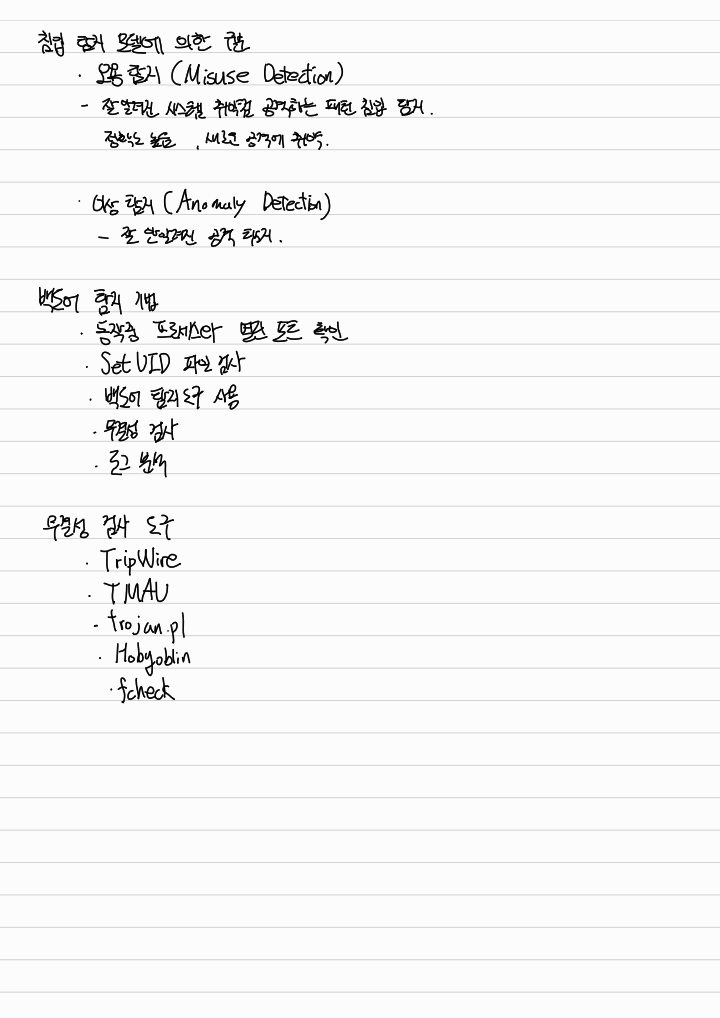 침입 탐지 모델에 의한 구분
· 오용 탐지 (Misuse Detection)
- 잘 알려진 시스템 취약점 공격하는 패턴 침입 탐지.
정확도 높음, 새로운 공격에 취약.
· 이상 탐지 (Anomaly Detection)
- 잘 안알려진 공격 탐지.
백도어 탐지 기법
· 동작중 프로세스와 열린 포트 확인
· SetUID 파일 검사
· 백도어 탐지 도구 사용
· 무결성 검사
· 로그 분석
무결성 검사 도구
· TripWire
· TMAU
· trojan.pl
· Hobgoblin
· fcheck